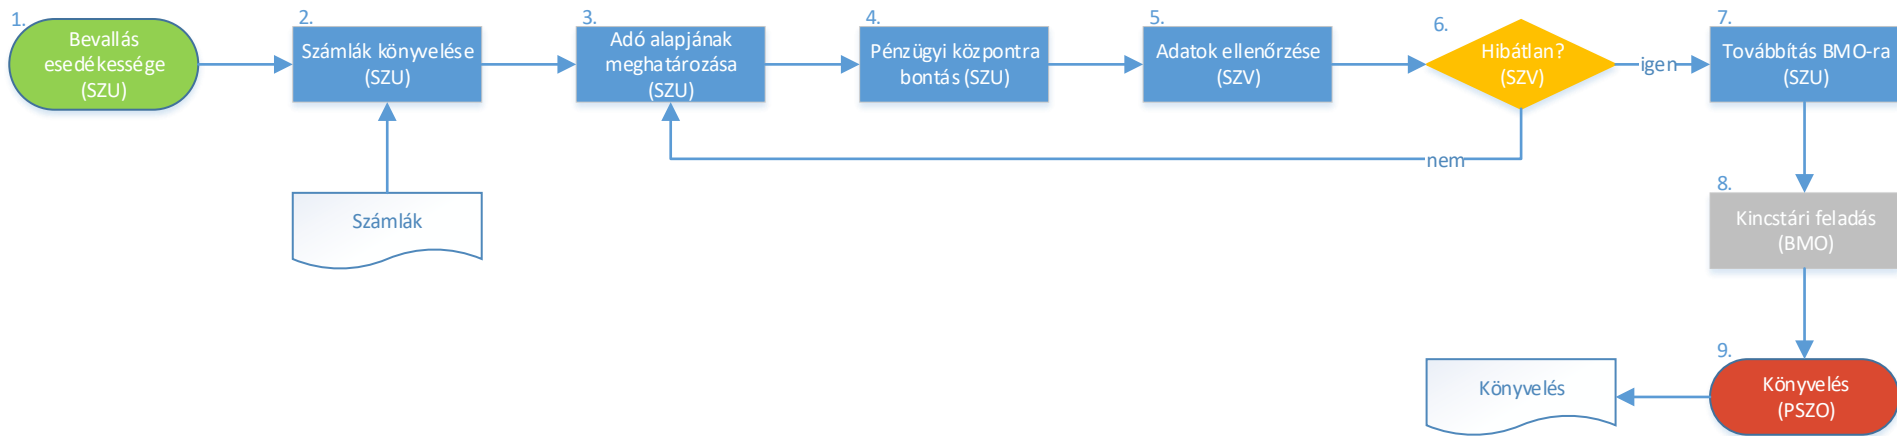 1.
Bevallás
esedékessége
(SZU)
2.
Számlák könyvelése
(SZU)
3.
Adó alapjának
meghatározása
(SZU)
4.
Pénzügyi központra
bontás (SZU)
5.
Adatok ellenőrzése
(SZV)
6.
Hibátlan?
(SZV)
igen
7.
Továbbítás BMO-ra
(SZU)
nem
Számlák
8.
Kincstári feladás
(BMO)
9.
Könyvelés
(PSZO)
Könyvelés